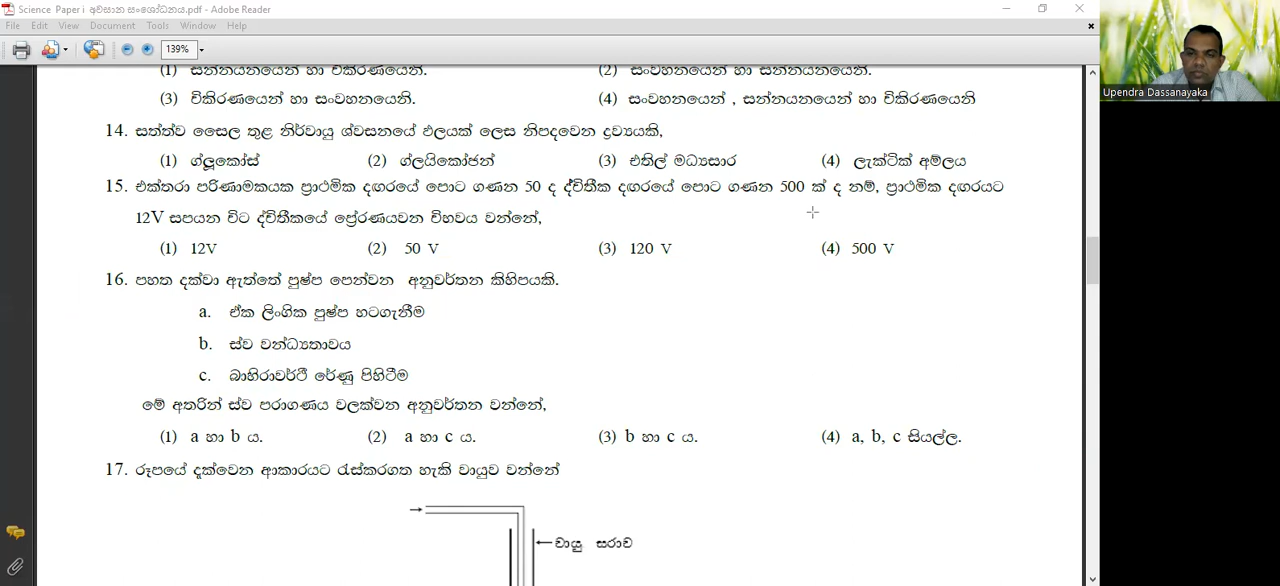 Science Paper i අවසාන සංශෝධනය.pdf - Adobe Reader
File Edit View Document Tools Window Help
139%
Upendra Dassanayaka
(1) සන්නයනයෙන් හා විකිරණයෙනි. (2) සංවහනයෙන් හා සන්නයනයෙනි.
(3) විකිරණයෙන් හා සංවහනයෙනි. (4) සංවහනයෙන් , සන්නයනයෙන් හා විකිරණයෙනි
14. සත්ත්ව සෛල තුළ නිර්වායු ශ්වසනයේ ඵලයක් ලෙස නිපදවෙන ද්‍රව්‍යයකි,
(1) ග්ලූකෝස් (2) ග්ලයිකෝජන් (3) එතිල් මධ්‍යසාර (4) ලැක්ටික් අම්ලය
15. එක්තරා පරිණාමකයක ප්‍රාථමික දඟරයේ පොට ගණන 50 ද ද්විතීක දඟරයේ පොට ගණන 500 ක් ද නම්, ප්‍රාථමික දඟරයට
12V සපයන විට ද්විතීකයේ ප්‍රේරණයවන විභවය වන්නේ,
(1) 12V (2) 50 V (3) 120 V (4) 500 V
16. පහත දක්වා ඇත්තේ පුෂ්ප පෙන්වන අනුවර්තන කිහිපයකි.
a. ඒක ලිංගික පුෂ්ප හටගැනීම
b. ස්ව වන්ධ්‍යතාවය
c. බාහිරාවර්තී රේණු පිහිටීම
මේ අතරින් ස්ව පරාගණය වලක්වන අනුවර්තන වන්නේ,
(1) a හා b ය. (2) a හා c ය. (3) b හා c ය. (4) a, b, c සියල්ල.
17. රූපයේ දැක්වෙන ආකාරයට රැස්කරගත හැකි වායුව වන්නේ
වායු සරාව